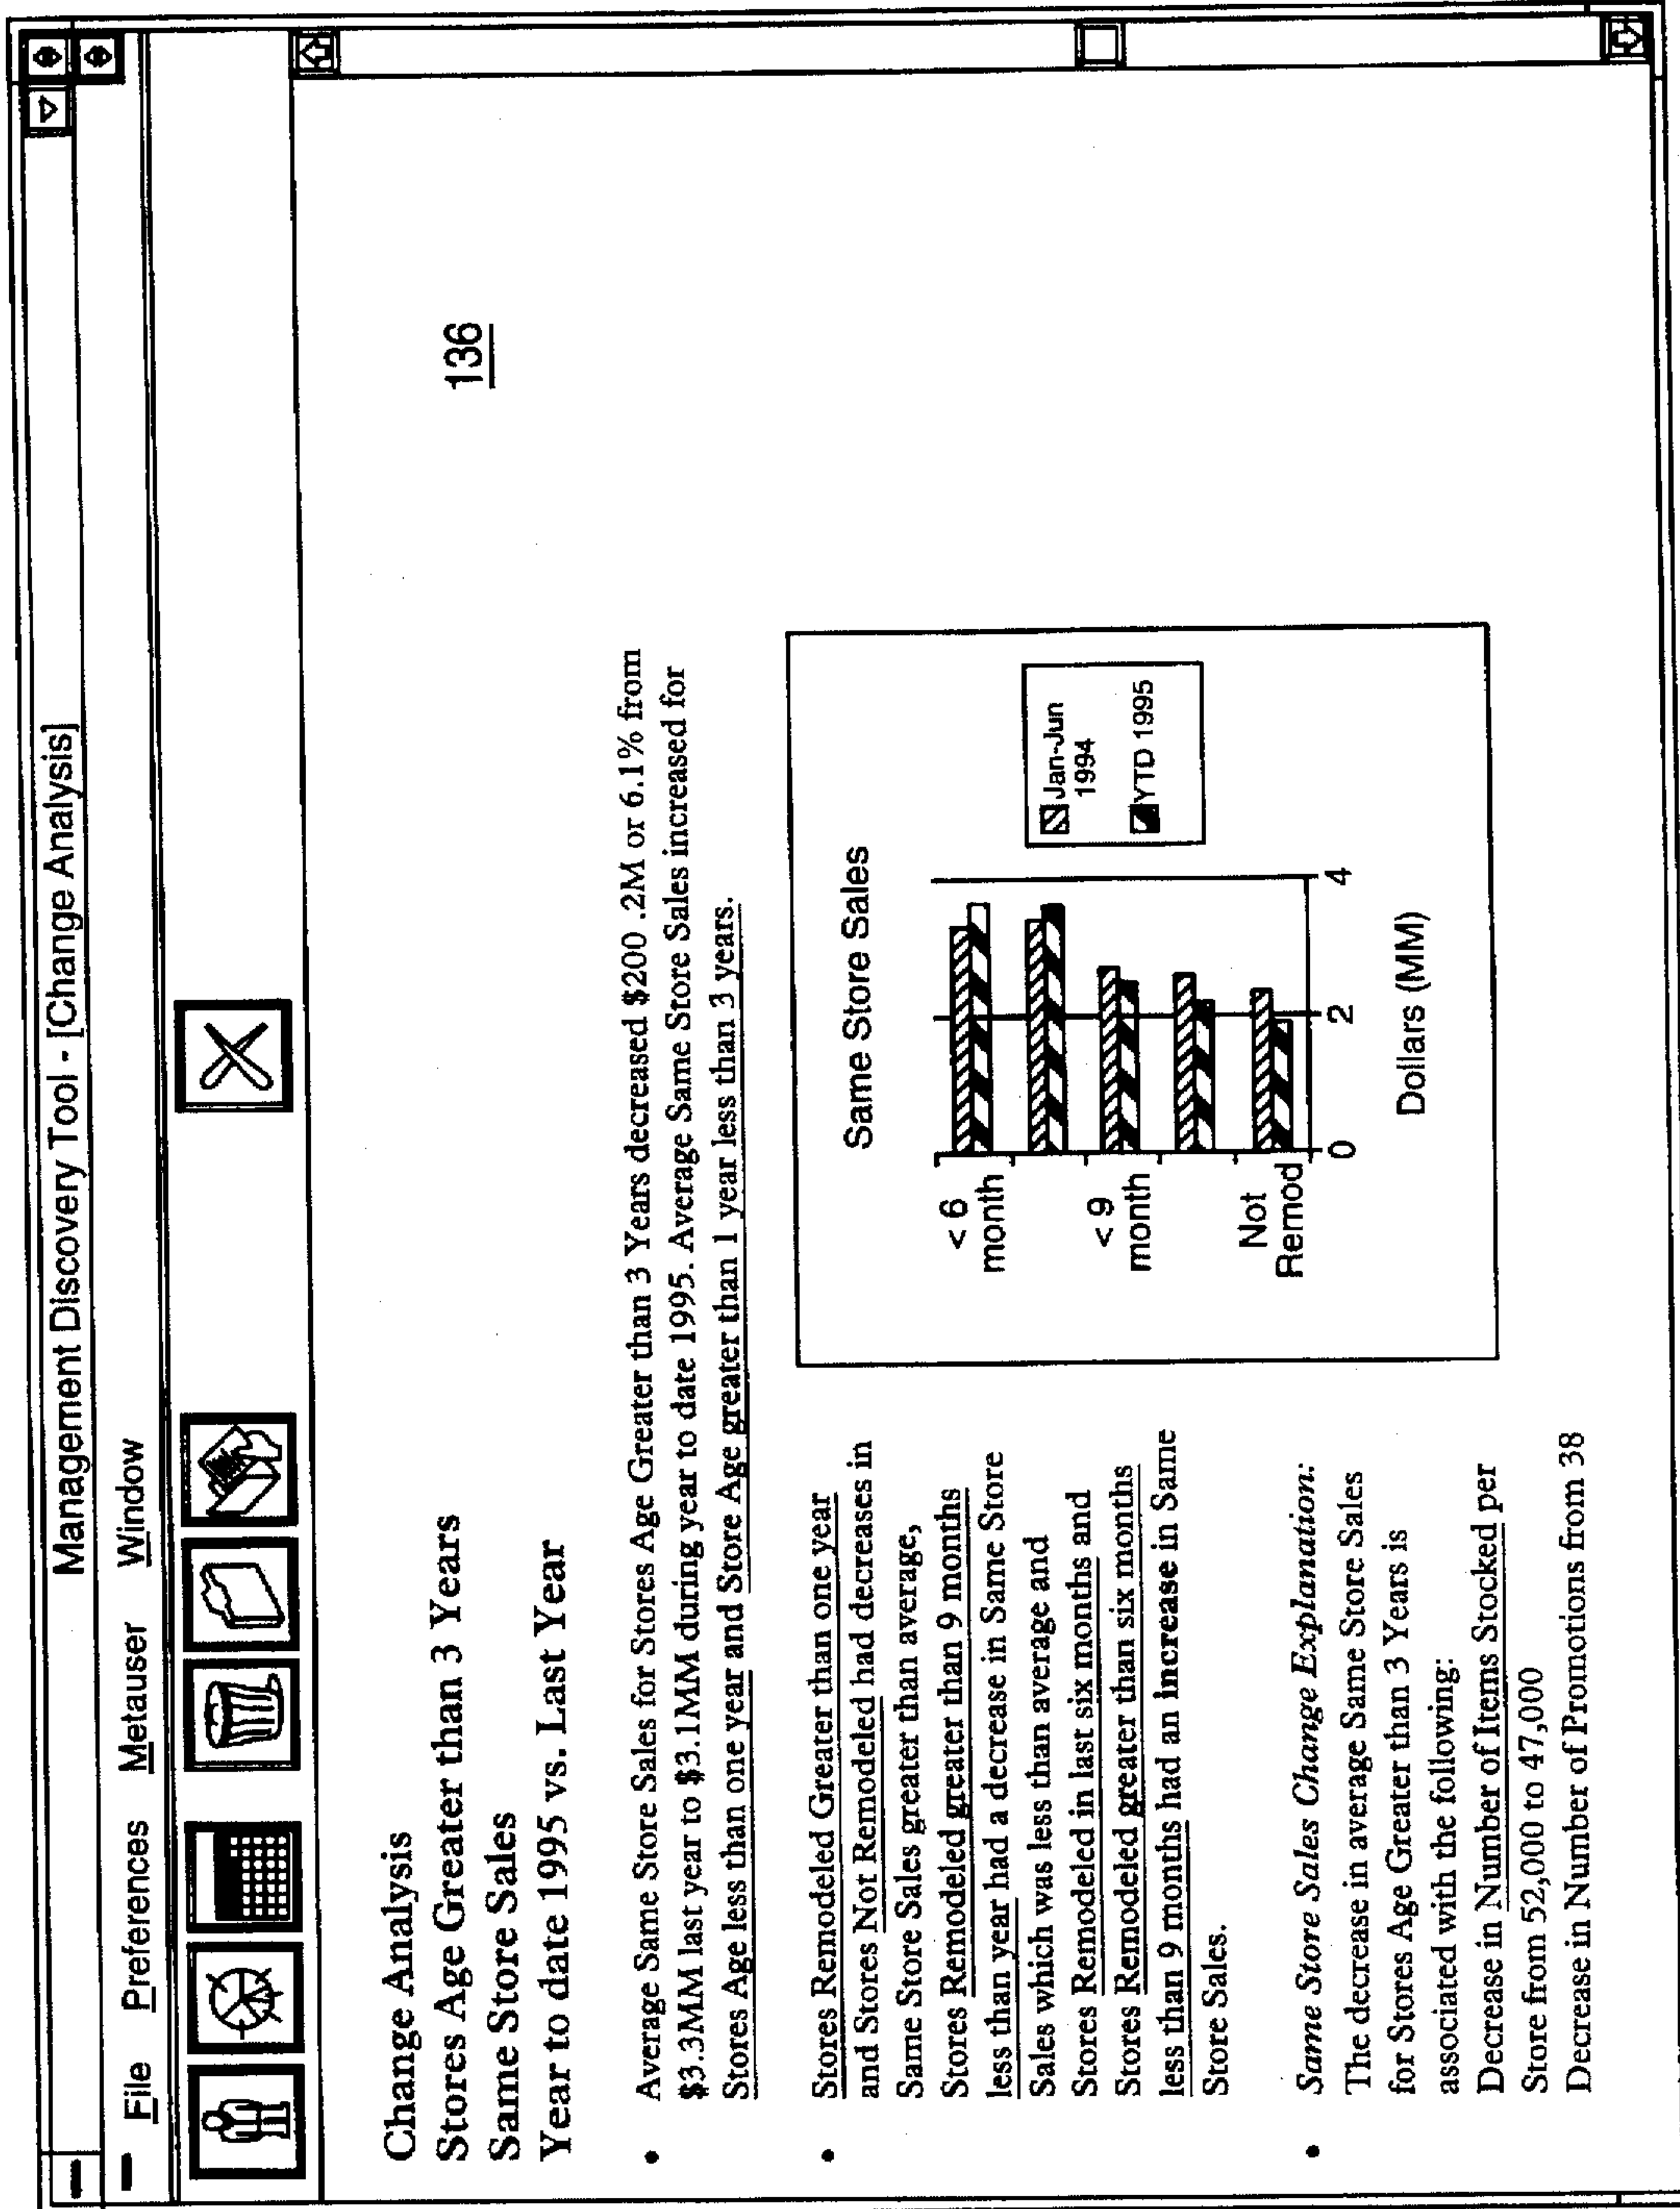 Management Discovery Tool - [Change Analysis]
File Preferences Metauser Window
Change Analysis
Stores Age Greater than 3 Years
Same Store Sales
Year to date 1995 vs. Last Year
136
• Average Same Store Sales for Stores Age Greater than 3 Years decreased $200 .2M or 6.1% from
$3.3MM last year to $3.1MM during year to date 1995. Average Same Store Sales increased for
Stores Age less than one year and Store Age greater than 1 year less than 3 years.
• Stores Remodeled Greater than one year
and Stores Not Remodeled had decreases in
Same Store Sales greater than average,
Stores Remodeled greater than 9 months
less than year had a decrease in Same Store
Sales which was less than average and
Stores Remodeled in last six months and
Stores Remodeled greater than six months
less than 9 months had an increase in Same
Store Sales.
Same Store Sales
< 6
month
< 9
month
Not
Remod
0 2 4
Dollars (MM)
Jan-Jun
1994
YTD 1995
• Same Store Sales Change Explanation:
The decrease in average Same Store Sales
for Stores Age Greater than 3 Years is
associated with the following:
Decrease in Number of Items Stocked per
Store from 52,000 to 47,000
Decrease in Number of Promotions from 38